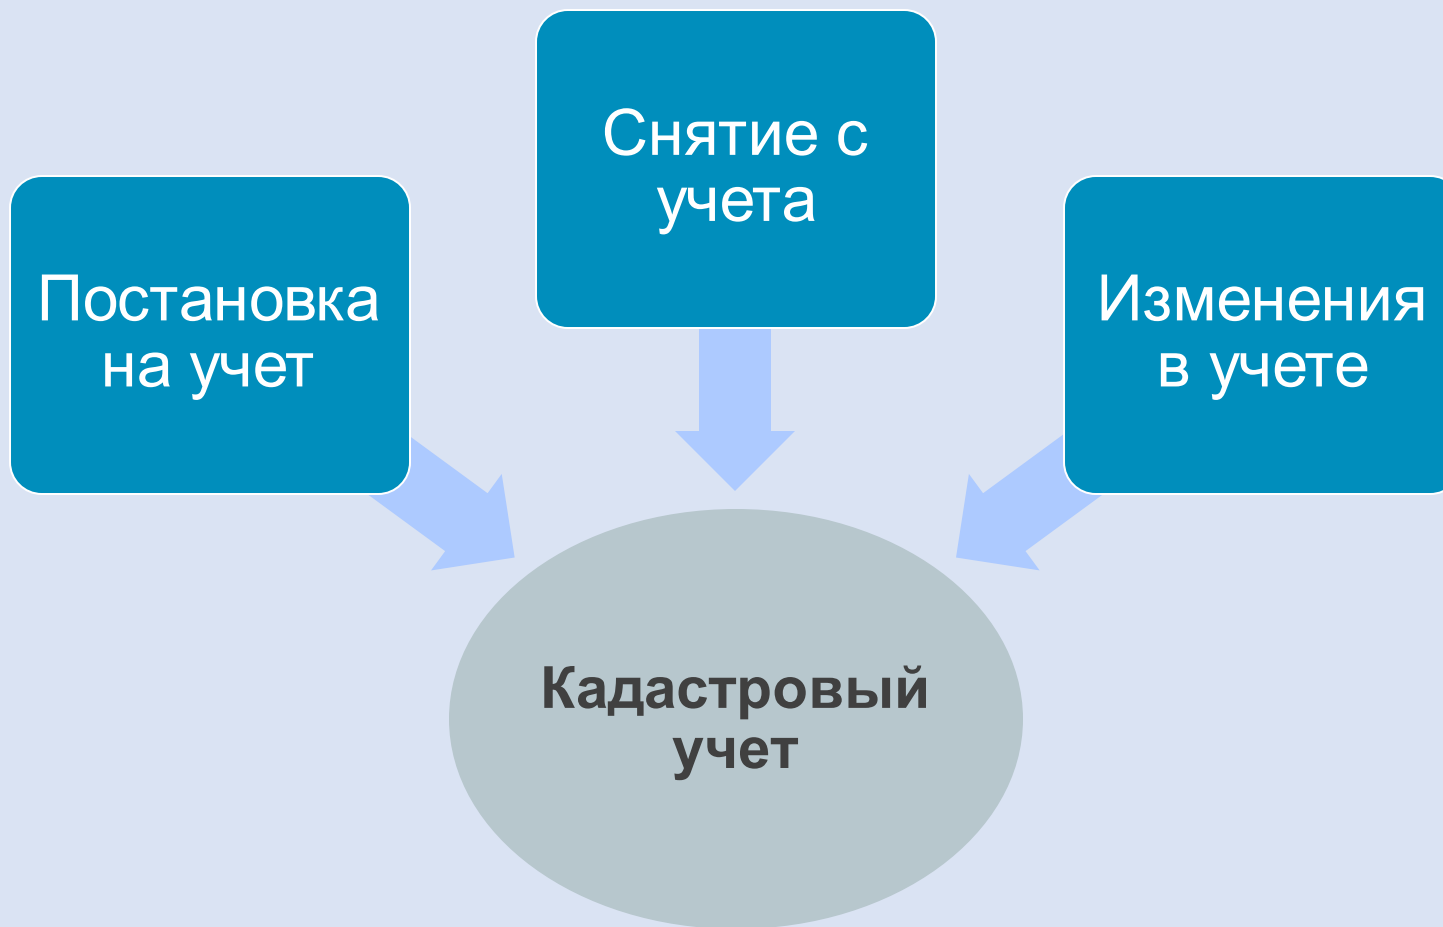 Снятие с
учета
Постановка
на учет
Изменения
в учете
Кадастровый
учет